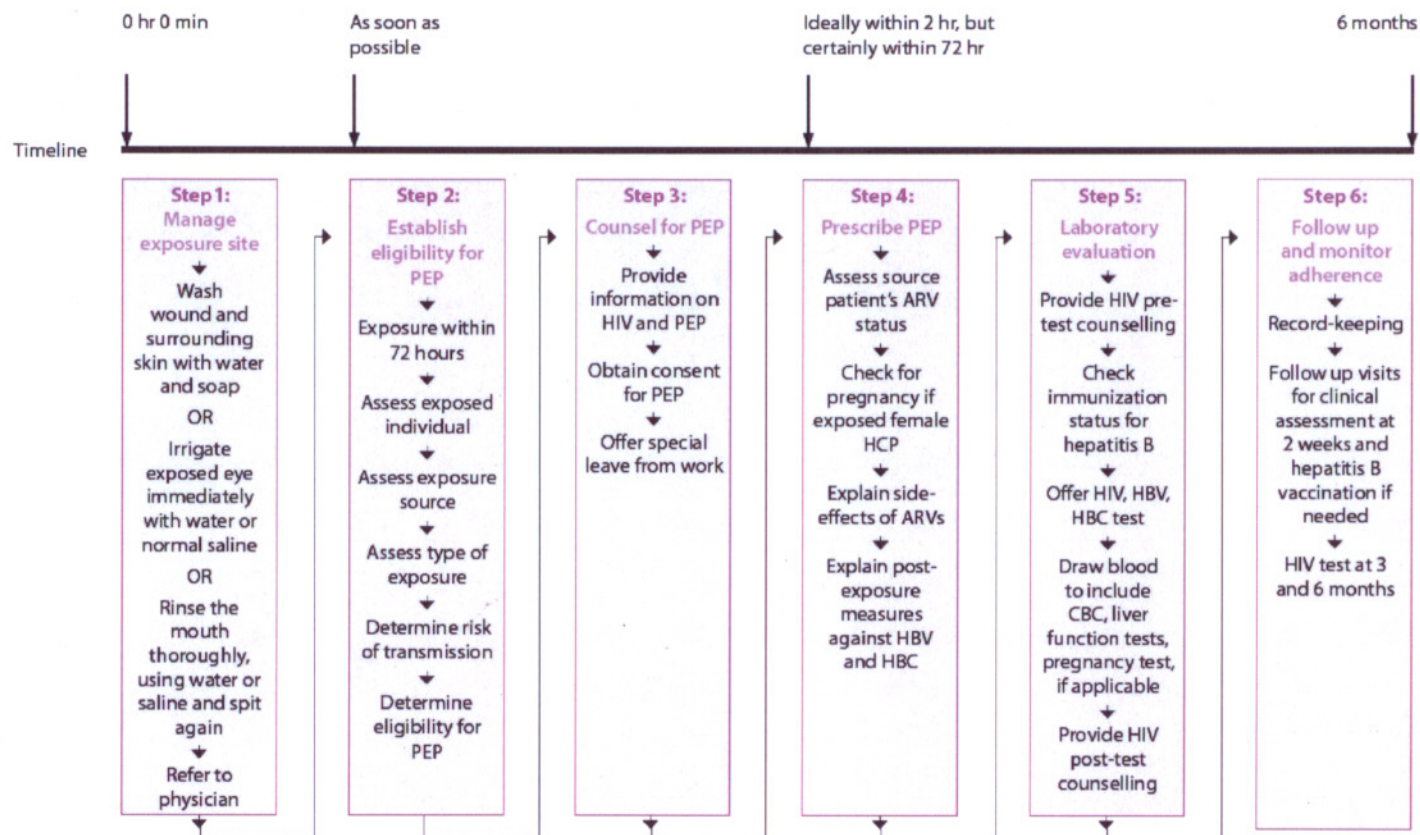 0 hr 0 min
As soon as
possible
Ideally within 2 hr, but
certainly within 72 hr
6 months
Timeline
Step 1:
Manage
exposure site
Wash
wound and
surrounding
skin with water
and soap
OR
Irrigate
exposed eye
immediately
with water or
normal saline
OR
Rinse the
mouth
thoroughly,
using water or
saline and spit
again
Refer to
physician
Step 2:
Establish
eligibility for
PEP
Exposure within
72 hours
Assess exposed
individual
Assess exposure
source
Assess type of
exposure
Determine risk
of transmission
Determine
eligibility for
PEP
Step 3:
Counsel for PEP
Provide
information on
HIV and PEP
Obtain consent
for PEP
Offer special
leave from work
Step 4:
Prescribe PEP
Assess source
patient's ARV
status
Check for
pregnancy if
exposed female
HCP
Explain side-
effects of ARVs
Explain post-
exposure
measures
against HBV
and HBC
Step 5:
Laboratory
evaluation
Provide HIV pre-
test counselling
Check
immunization
status for
hepatitis B
Offer HIV, HBV,
HBC test
Draw blood
to include
CBC, liver
function tests,
pregnancy test,
if applicable
Provide HIV
post-test
counselling
Step 6:
Follow up
and monitor
adherence
Record-keeping
Follow up visits
for clinical
assessment at
2 weeks and
hepatitis B
vaccination if
needed
HIV test at 3
and 6 months